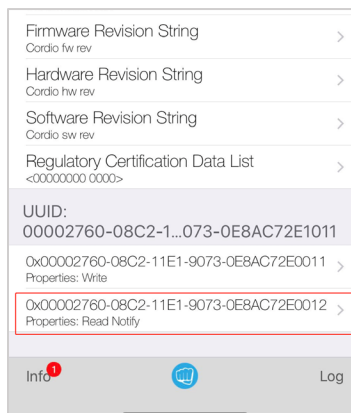 Firmware Revision String
Cordio fw rev
Hardware Revision String
Cordio hw rev
Software Revision String
Cordio sw rev
Regulatory Certification Data List
<00000000 0000>
UUID:
00002760-08C2-1...073-0E8AC72E1011
0x00002760-08C2-11E1-9073-0E8AC72E0011
Properties: Write
0x00002760-08C2-11E1-9073-0E8AC72E0012
Properties: Read Notify
Info 1 Log